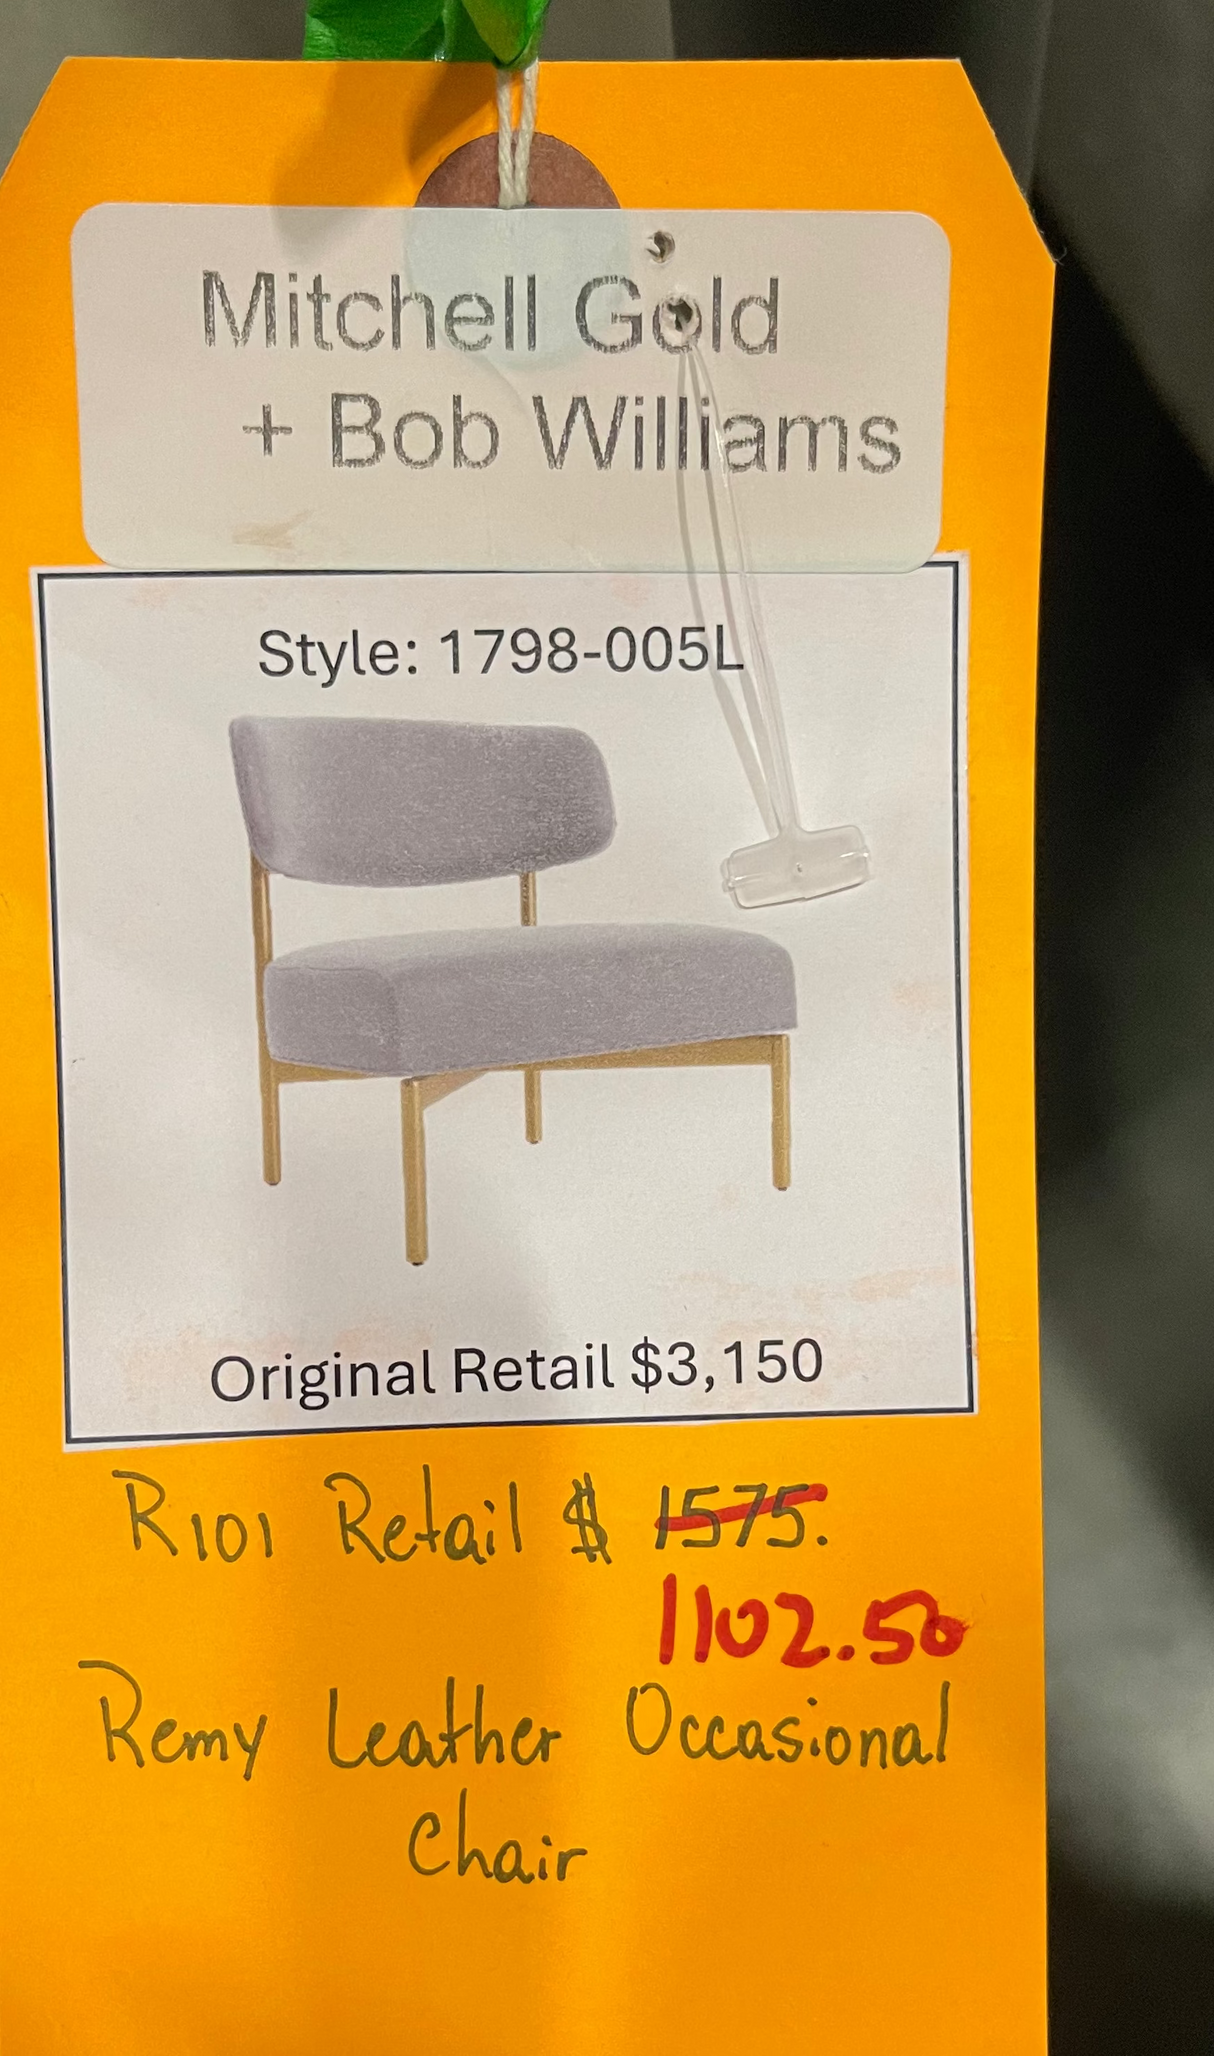 Mitchell Gold
+ Bob Williams
Style: 1798-005L
Original Retail $3,150
R101 Retail $ 1575.
1102.50
Remy Leather Occasional
Chair